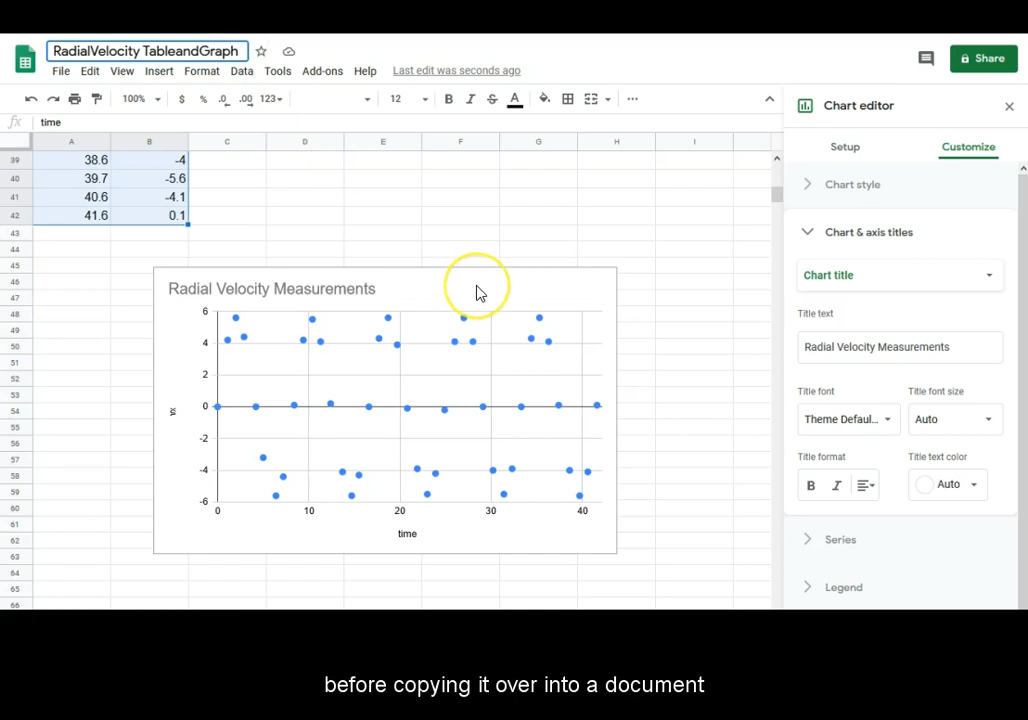 RadialVelocity TableandGraph
File Edit View Insert Format Data Tools Add-ons Help Last edit was seconds ago
Share
100% $ % .0 .00 123 12 B I S A
fx time
A B C D E F G H I
39 38.6 -4
40 39.7 -5.6
41 40.6 -4.1
42 41.6 0.1
43
44
45
46
47
48
49
50
51
52
53
54
55
56
57
58
59
60
61
62
63
64
65
66
Radial Velocity Measurements
6
4
2
0
-2
-4
-6
0 10 20 30 40
time
Chart editor
Setup Customize
Chart style
Chart & axis titles
Chart title
Title text
Radial Velocity Measurements
Title font Title font size
Theme Defaul... Auto
Title format Title text color
B I Auto
Series
Legend
before copying it over into a document